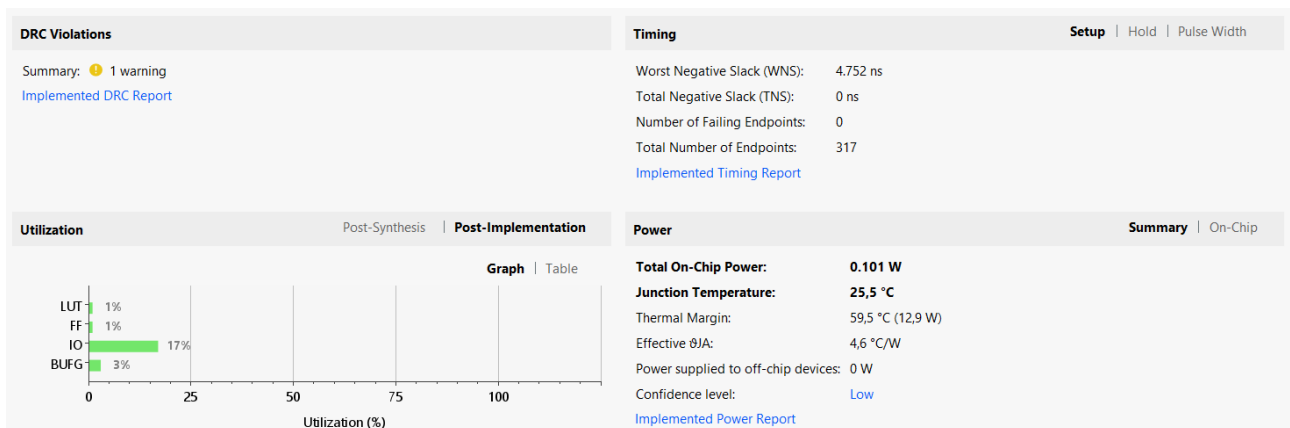 DRC Violations
Summary: 1 warning
Implemented DRC Report
Timing Setup | Hold | Pulse Width
Worst Negative Slack (WNS): 4.752 ns
Total Negative Slack (TNS): 0 ns
Number of Failing Endpoints: 0
Total Number of Endpoints: 317
Implemented Timing Report
Utilization Post-Synthesis | Post-Implementation
Graph | Table
LUT 1%
FF 1%
IO 17%
BUFG 3%
0 25 50 75 100
Utilization (%)
Power Summary | On-Chip
Total On-Chip Power: 0.101 W
Junction Temperature: 25,5 °C
Thermal Margin: 59,5 °C (12,9 W)
Effective ϑJA: 4,6 °C/W
Power supplied to off-chip devices: 0 W
Confidence level: Low
Implemented Power Report